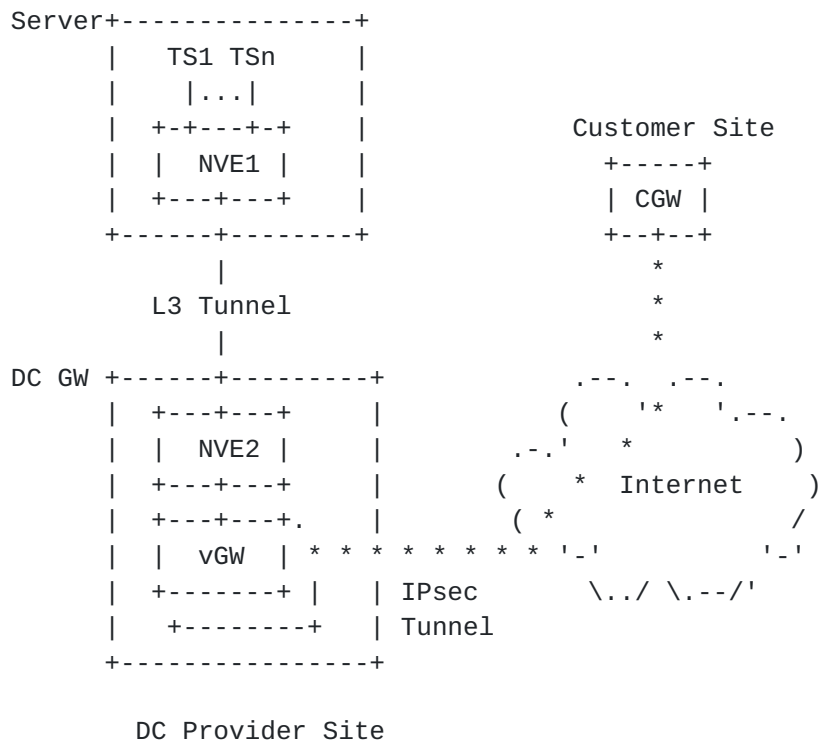 Server+---------------+
      |   TS1 TSn     |
      |    |...|      |
      |  +-+---+-+    |             Customer Site
      |  |  NVE1 |    |               +-----+
      |  +---+---+    |               | CGW |
      +------+--------+               +--+--+
             |                           *
         L3 Tunnel                       *
             |                           *
DC GW +------+---------+            .--.  .--.
      |  +---+---+     |           (    '*   '.--.
      |  |  NVE2 |     |        .-.'   *          )
      |  +---+---+     |       (    *  Internet    )
      |  +---+---+.    |        ( *               /
      |  |  vGW  | * * * * * * * * '-'          '-'
      |  +-------+ |   | IPsec       \../ \.--/'
      |   +--------+   | Tunnel
      +----------------+

        DC Provider Site